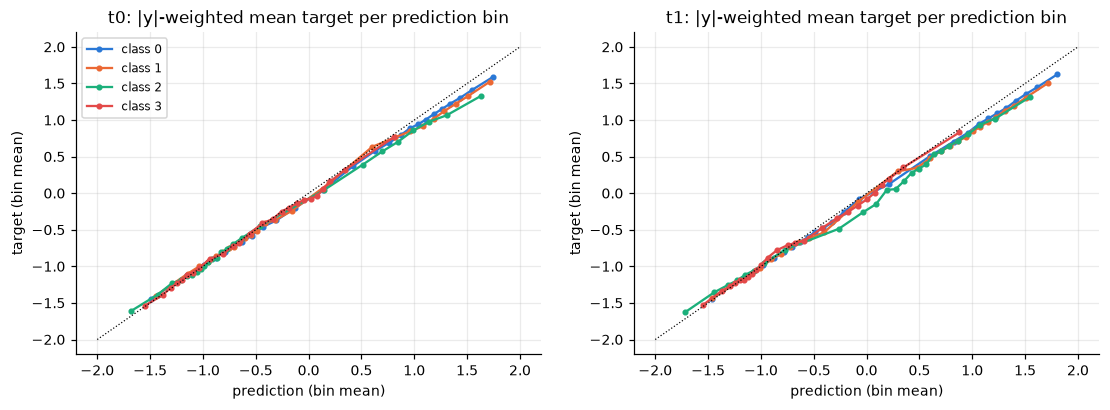 t0: |y|-weighted mean target per prediction bin
2.0
1.5
1.0
0.5
0.0
−0.5
−1.0
−1.5
−2.0
target (bin mean)
class 0
class 1
class 2
class 3
−2.0 −1.5 −1.0 −0.5 0.0 0.5 1.0 1.5 2.0
prediction (bin mean)
t1: |y|-weighted mean target per prediction bin
2.0
1.5
1.0
0.5
0.0
−0.5
−1.0
−1.5
−2.0
target (bin mean)
−2.0 −1.5 −1.0 −0.5 0.0 0.5 1.0 1.5 2.0
prediction (bin mean)